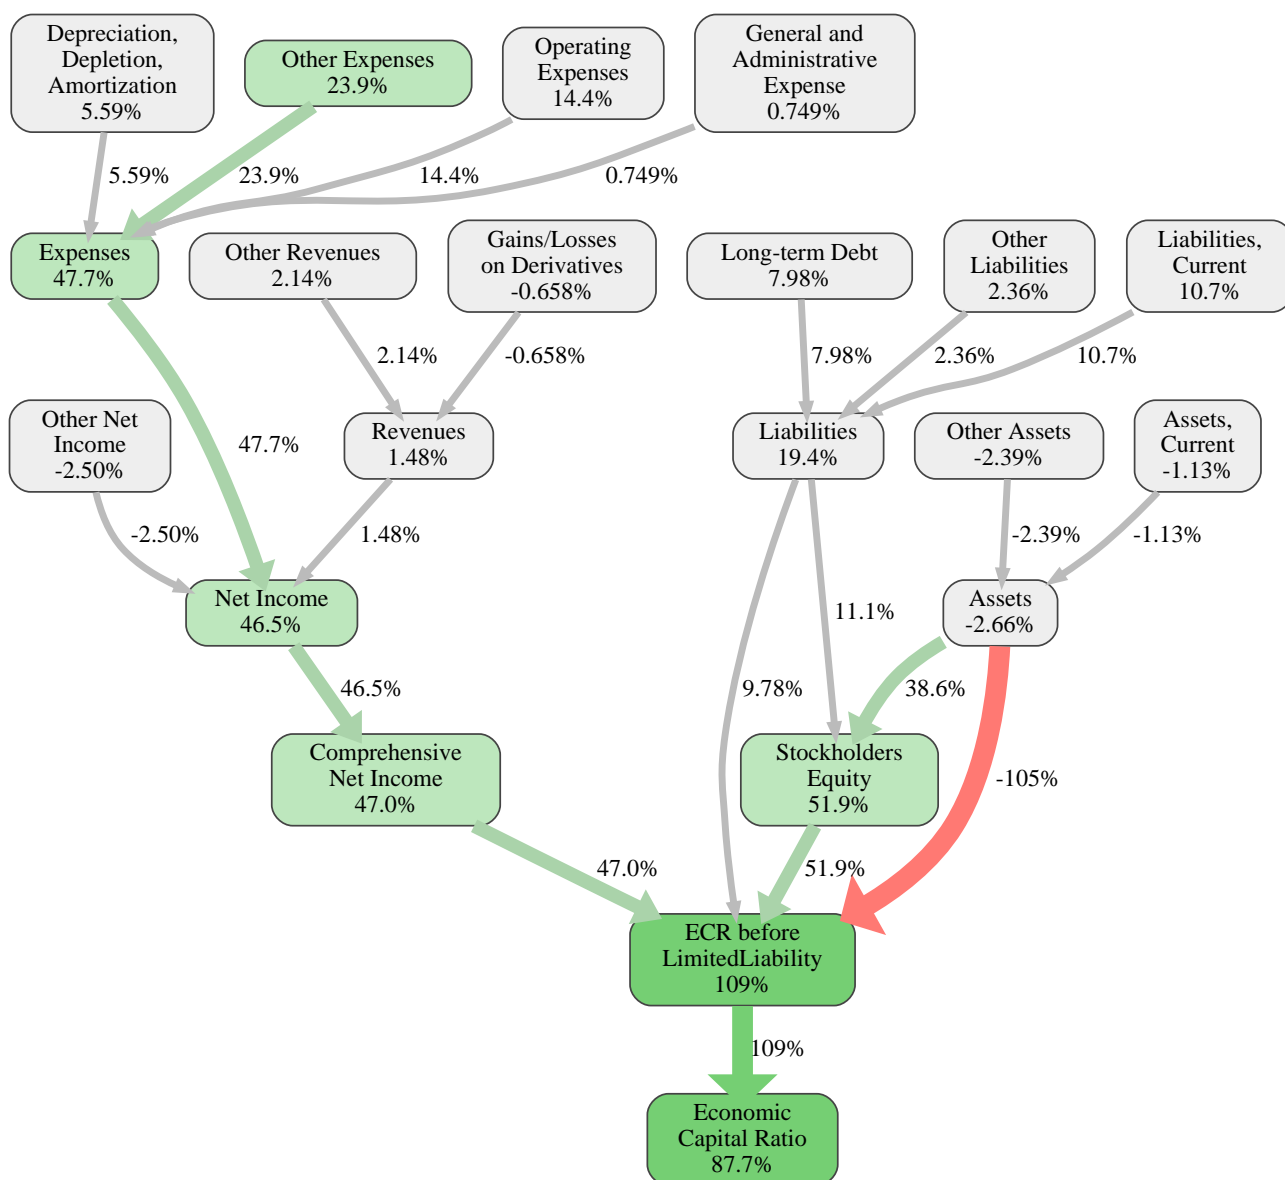 Depreciation,
Depletion,
Amortization
5.59%
Other Expenses
23.9%
Operating
Expenses
14.4%
General and
Administrative
Expense
0.749%
5.59%
23.9%
14.4%
0.749%
Expenses
47.7%
Other Revenues
2.14%
Gains/Losses
on Derivatives
-0.658%
Long-term Debt
7.98%
Other
Liabilities
2.36%
Liabilities,
Current
10.7%
2.14%
-0.658%
7.98%
2.36%
10.7%
Other Net
Income
-2.50%
47.7%
Revenues
1.48%
Liabilities
19.4%
Other Assets
-2.39%
Assets,
Current
-1.13%
-2.50%
1.48%
-2.39%
-1.13%
Net Income
46.5%
11.1%
Assets
-2.66%
46.5%
9.78%
38.6%
Comprehensive
Net Income
47.0%
Stockholders
Equity
51.9%
-105%
47.0%
51.9%
ECR before
LimitedLiability
109%
109%
Economic
Capital Ratio
87.7%